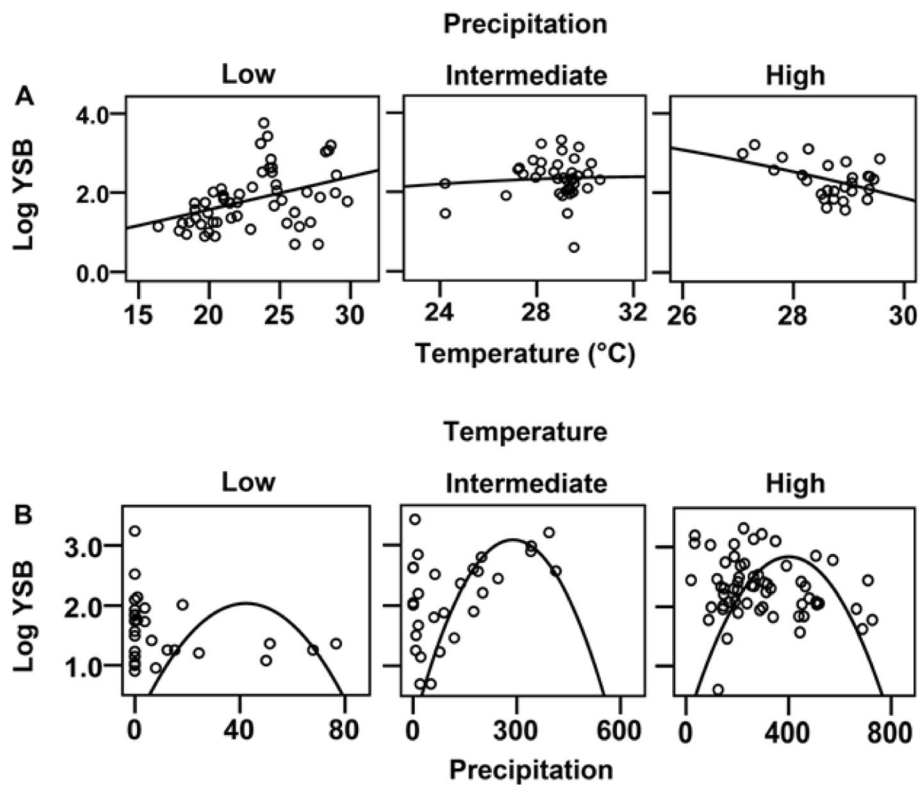 Precipitation
A
Low
Intermediate
High
Log YSB
4.0
2.0
0.0
15 20 25 30
24 28 32
26 28 30
Temperature (°C)
Temperature
B
Low
Intermediate
High
Log YSB
3.0
2.0
1.0
0 40 80
0 300 600
0 400 800
Precipitation